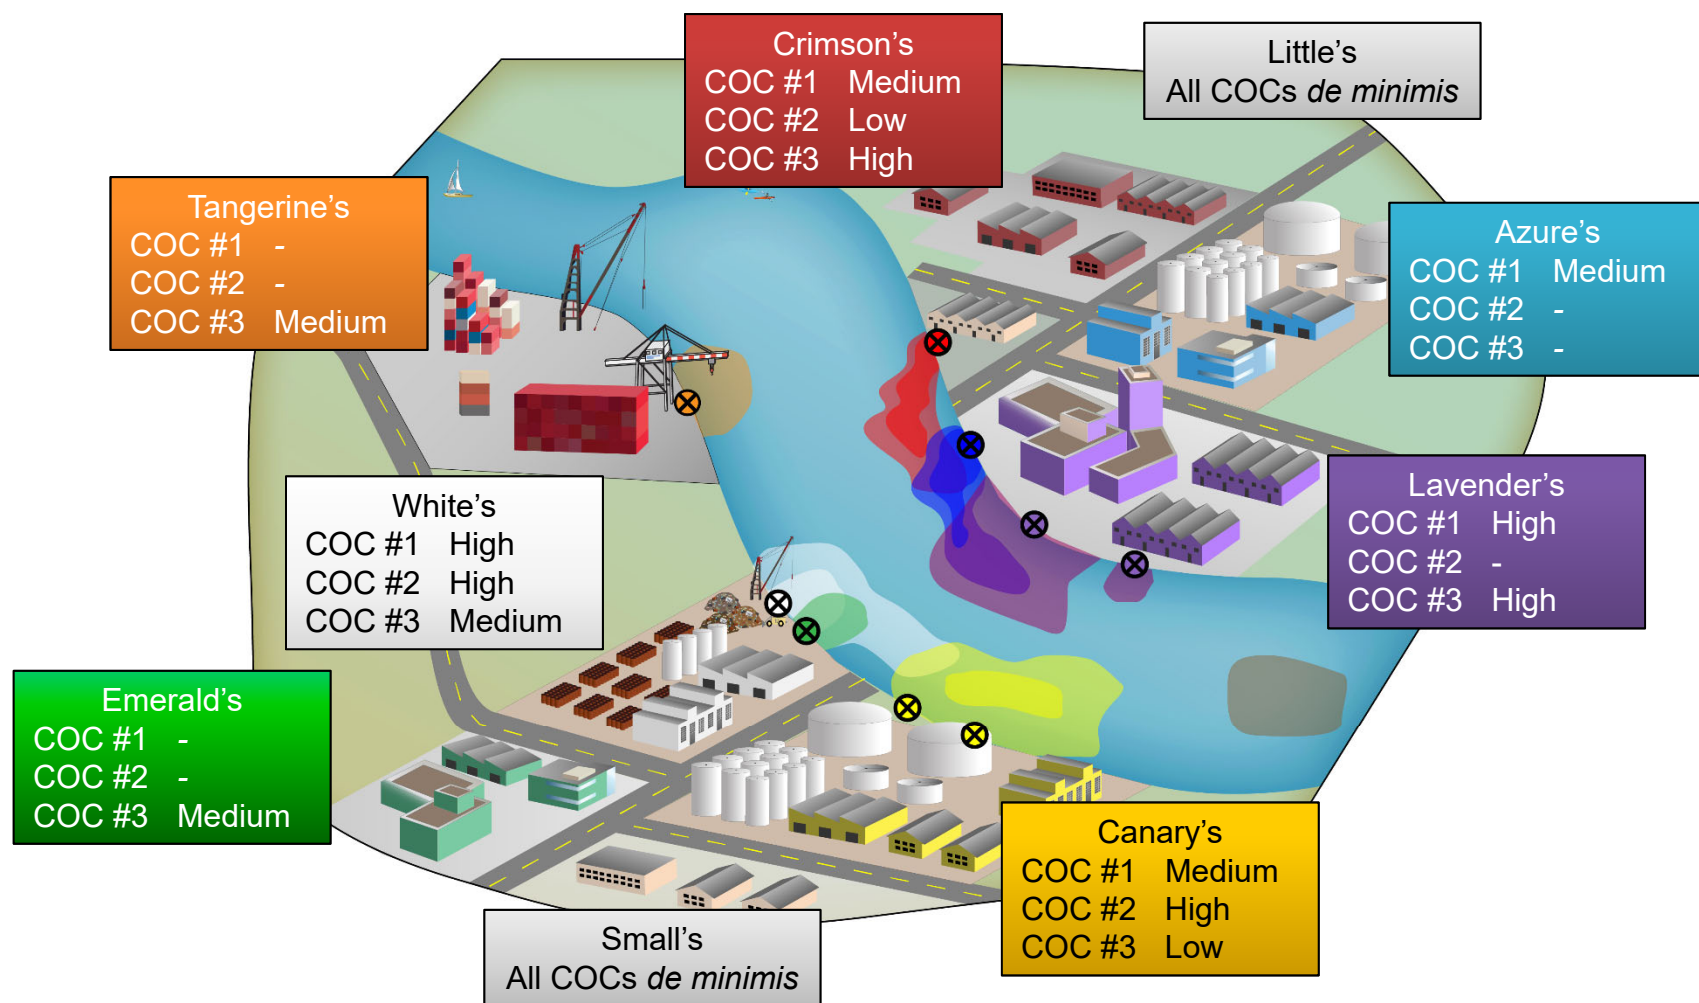 Crimson's
COC #1 Medium
COC #2 Low
COC #3 High
Little's
All COCs de minimis
Tangerine's
COC #1 -
COC #2 -
COC #3 Medium
Azure's
COC #1 Medium
COC #2 -
COC #3 -
White's
COC #1 High
COC #2 High
COC #3 Medium
Lavender's
COC #1 High
COC #2 -
COC #3 High
Emerald's
COC #1 -
COC #2 -
COC #3 Medium
Canary's
COC #1 Medium
COC #2 High
COC #3 Low
Small's
All COCs de minimis